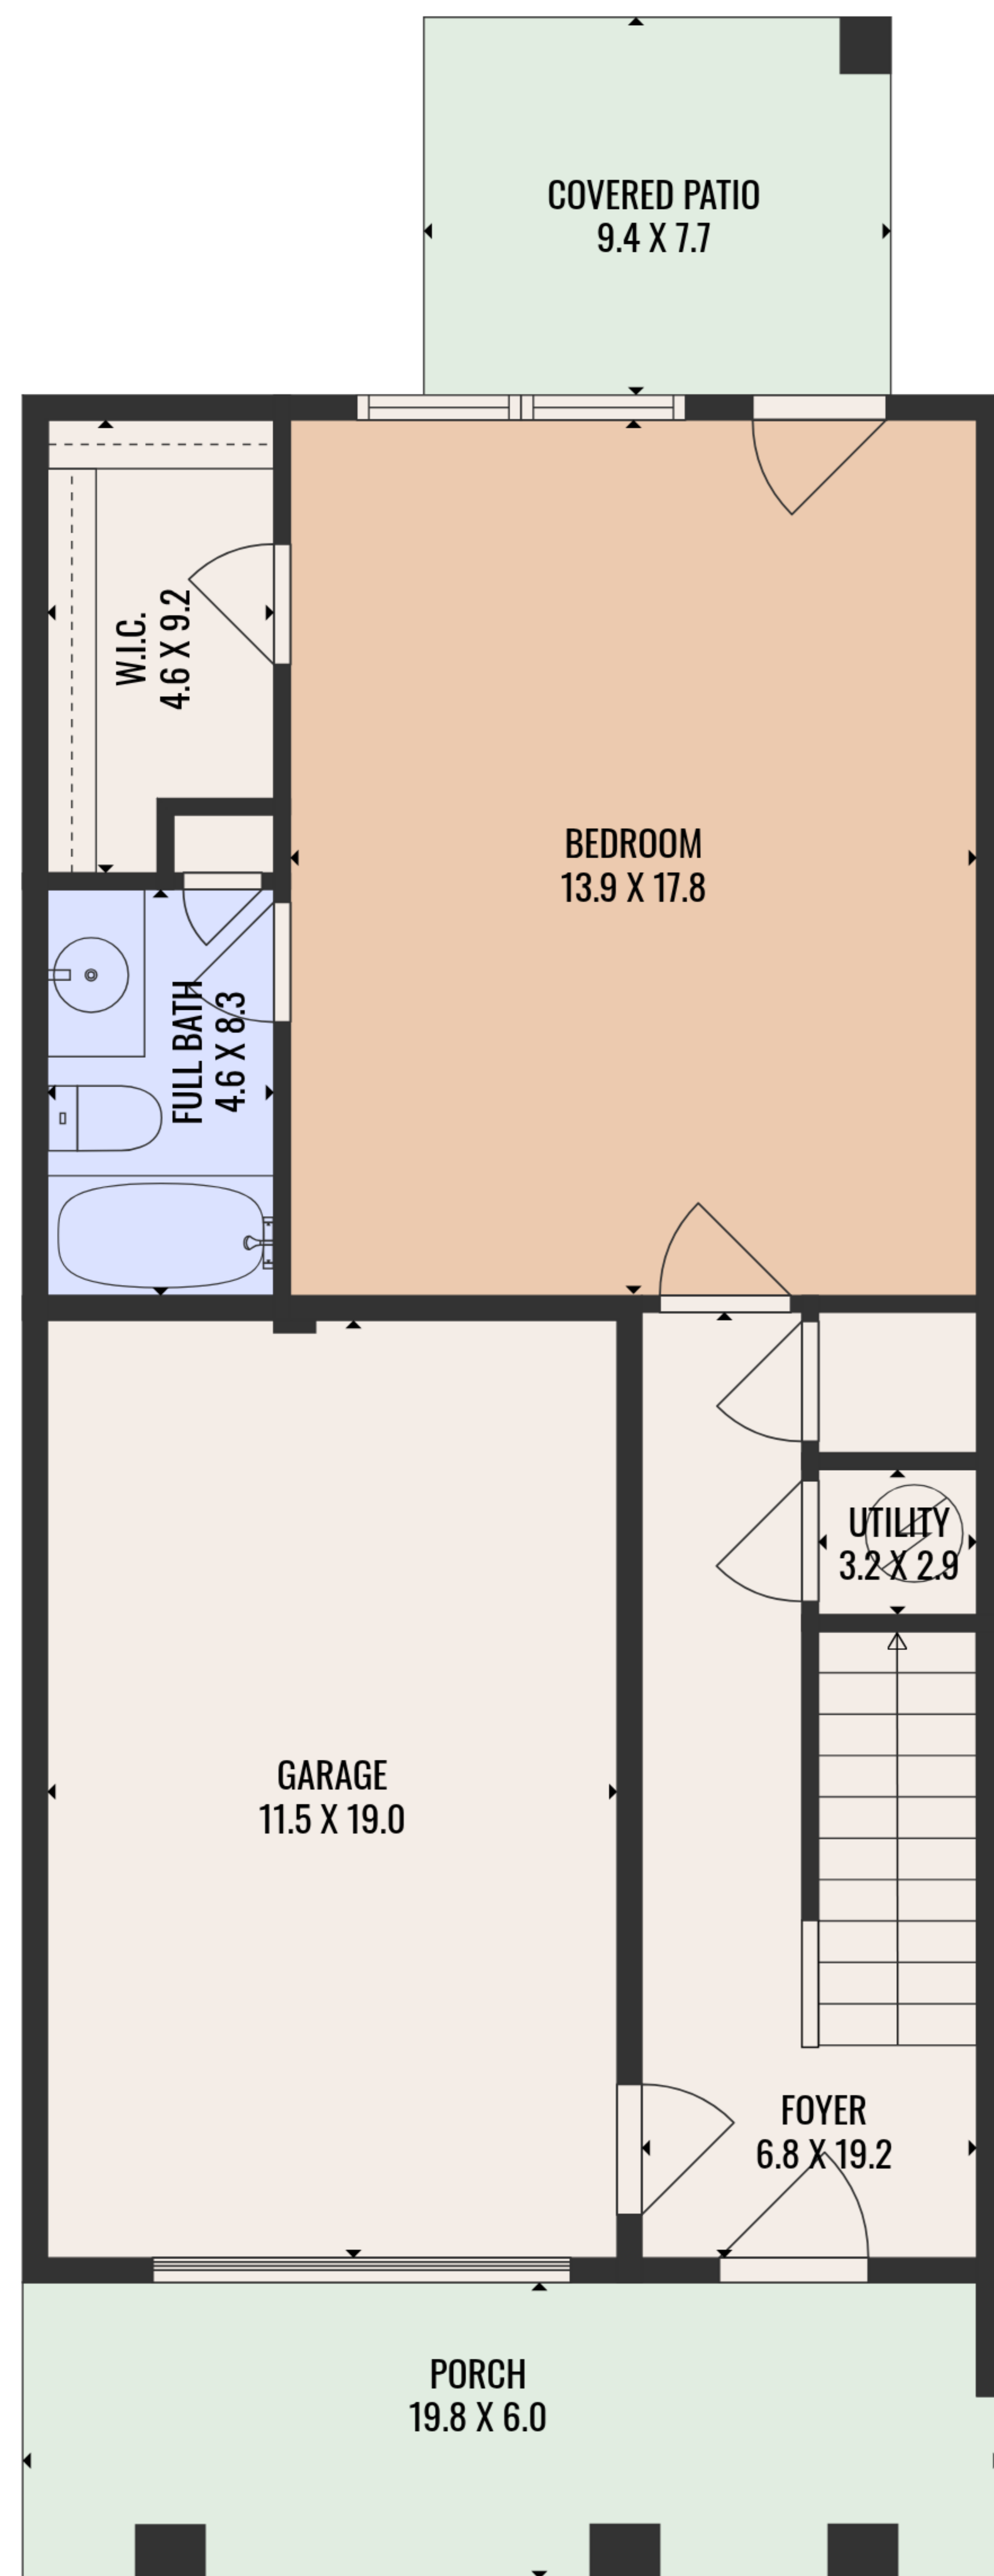 COVERED PATIO
9.4 X 7.7
W.I.C.
4.6 X 9.2
BEDROOM
13.9 X 17.8
FULL BATH
4.6 X 8.3
UTILITY
3.2 X 2.9
GARAGE
11.5 X 19.0
FOYER
6.8 X 19.2
PORCH
19.8 X 6.0